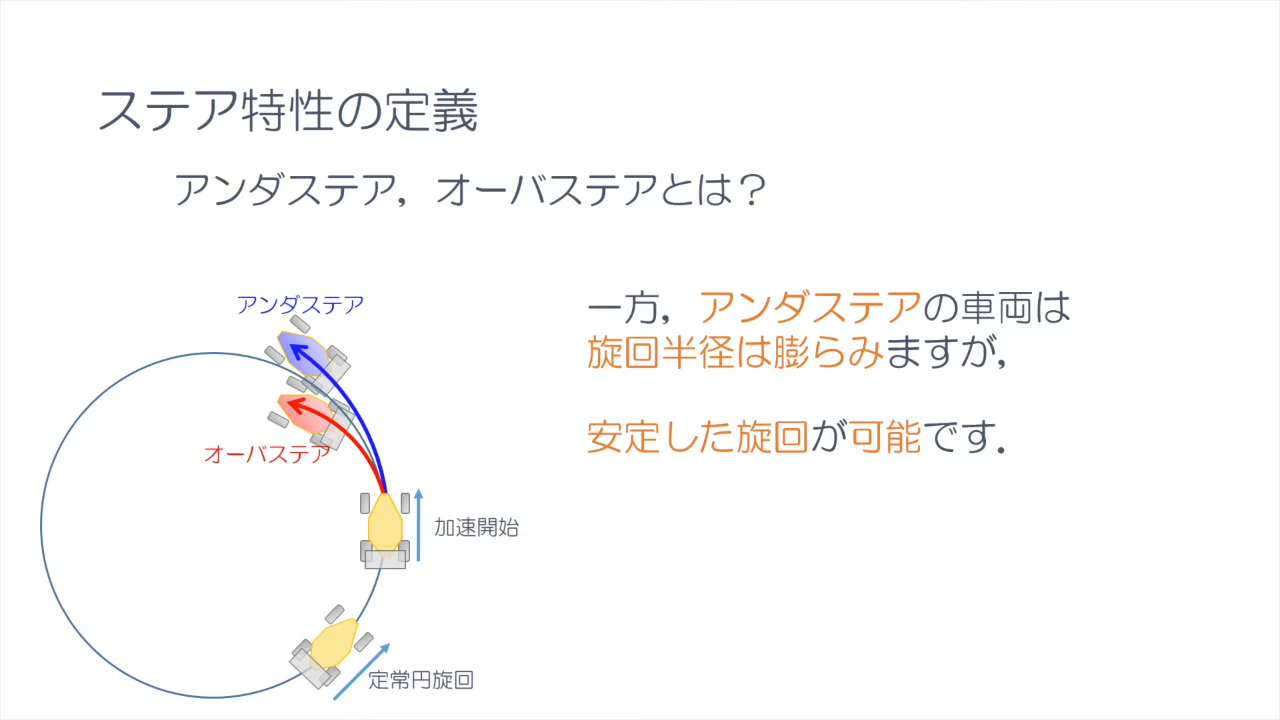 ステア特性の定義
アンダステア，オーバステアとは？
アンダステア
オーバステア
加速開始
定常円旋回
一方，アンダステアの車両は
旋回半径は膨らみますが，
安定した旋回が可能です．